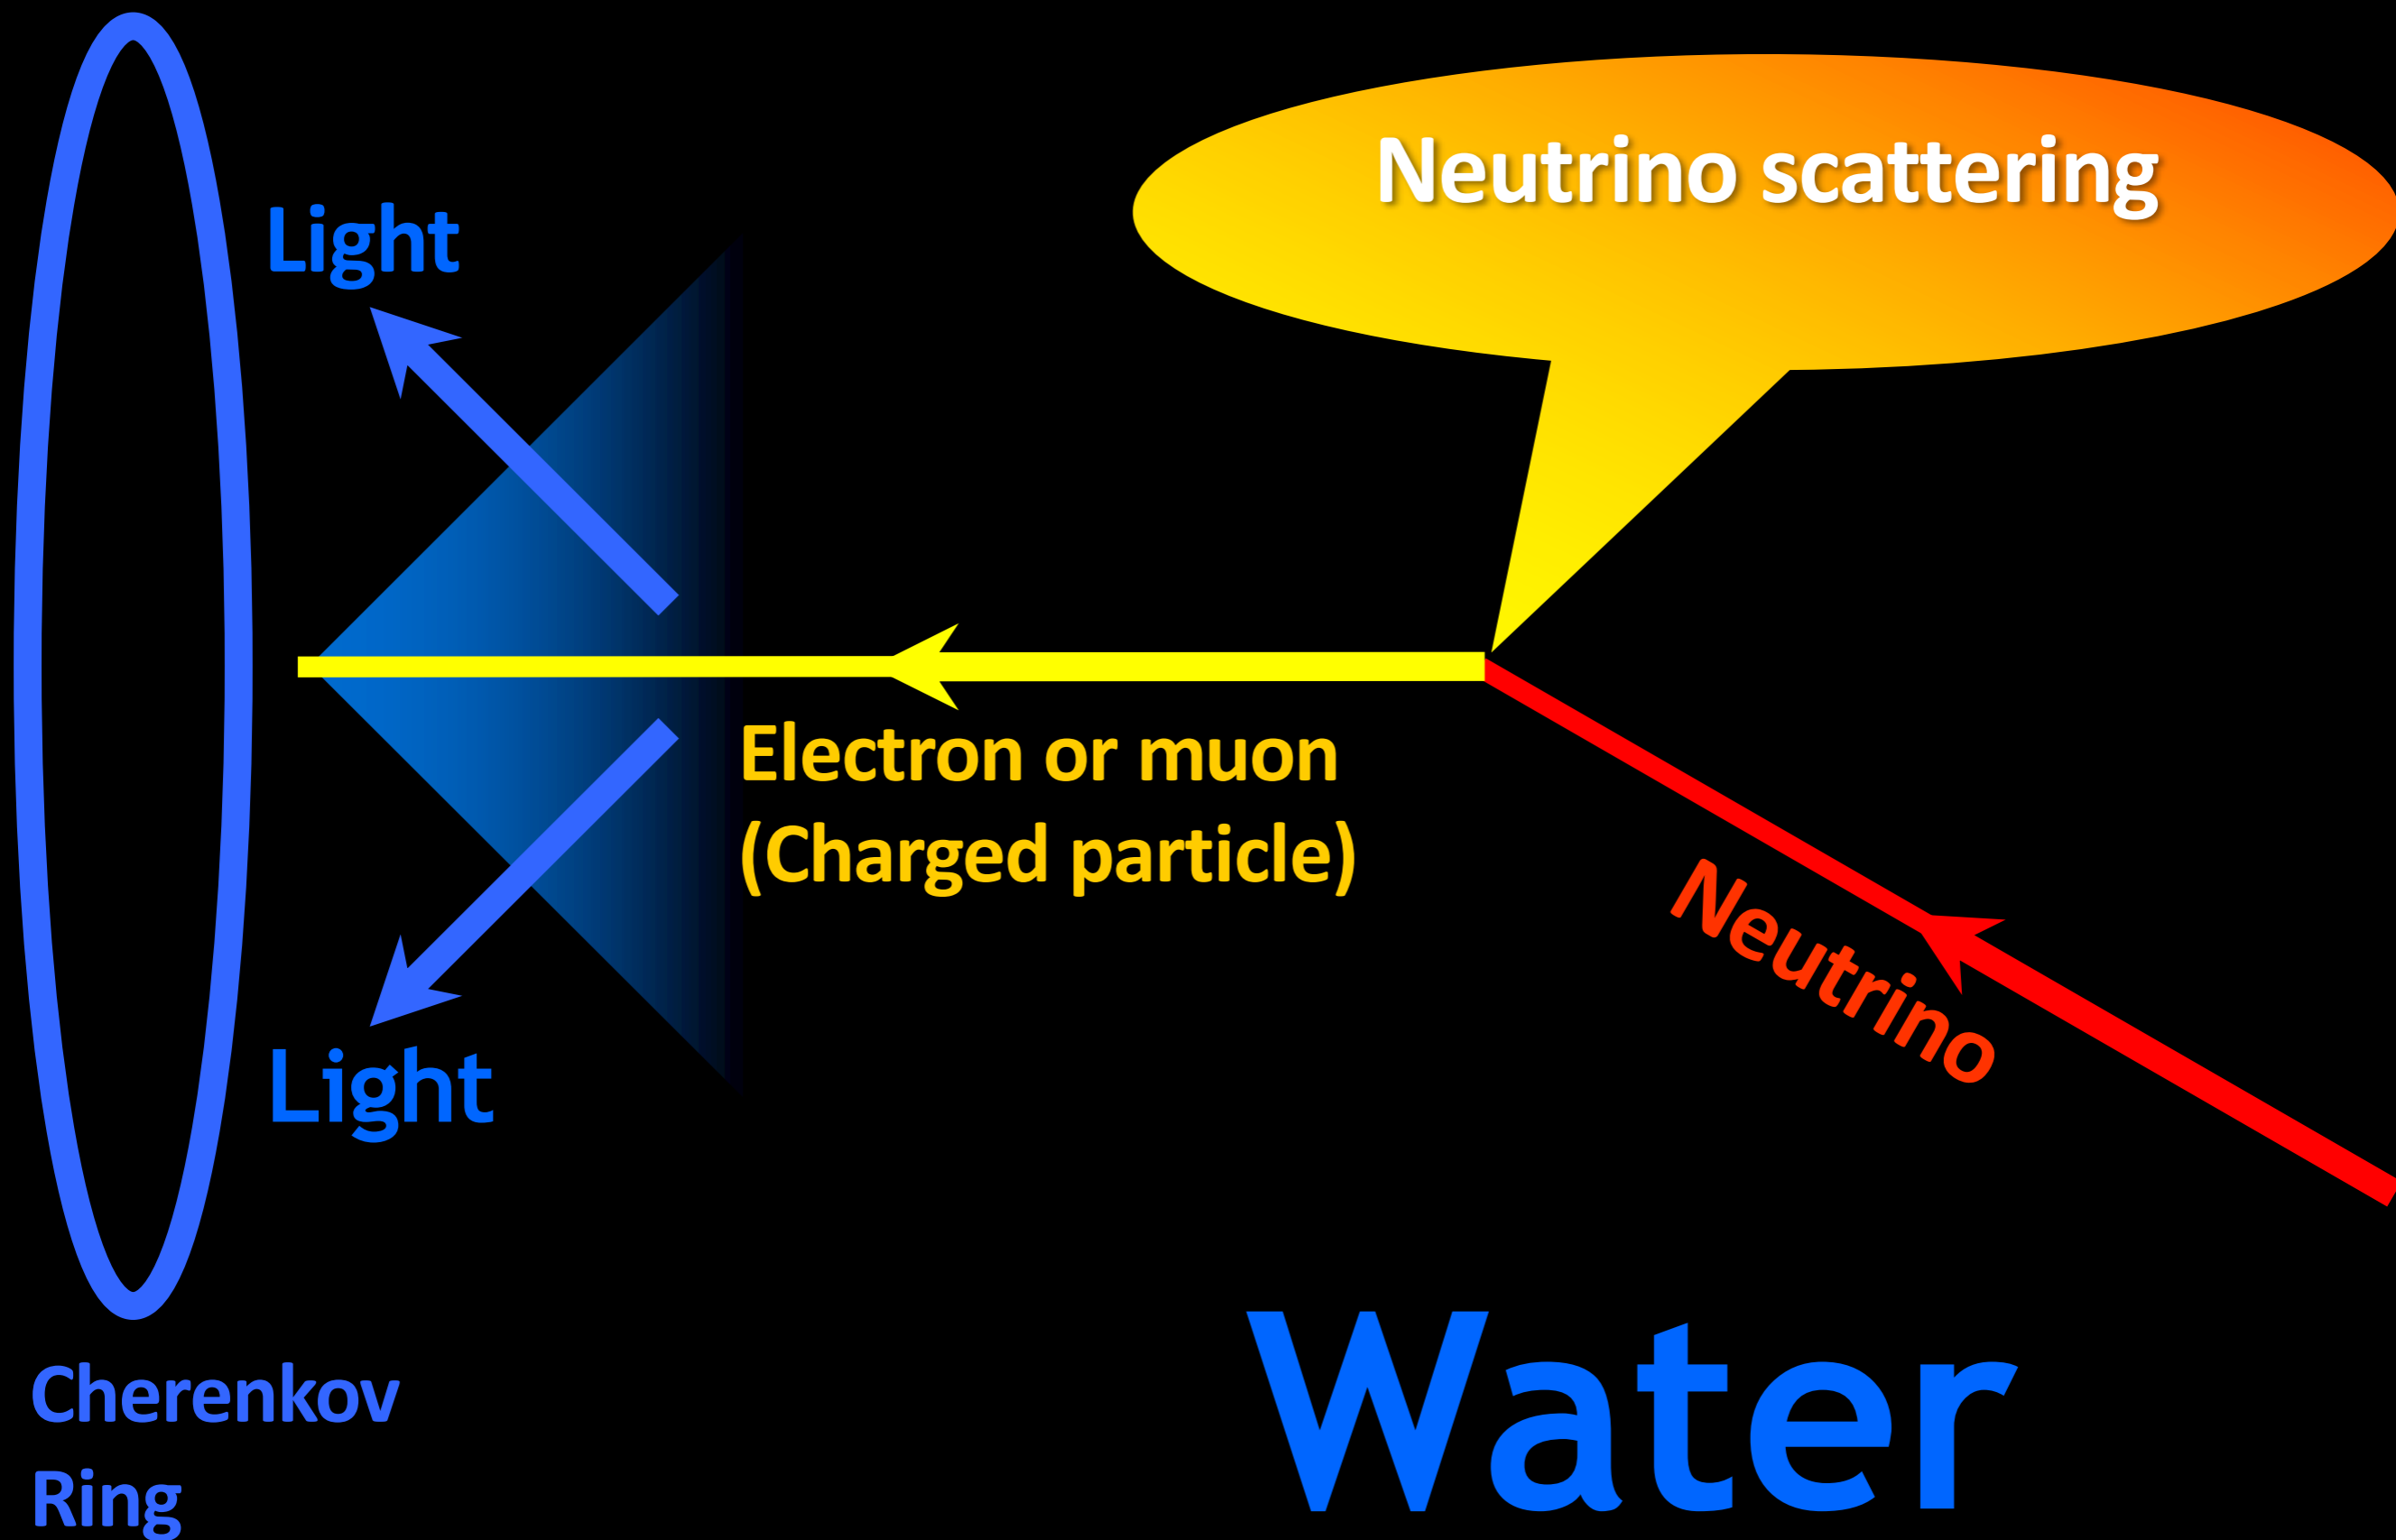 Neutrino scattering
Light
Electron or muon
(Charged particle)
Neutrino
Light
Water
Cherenkov
Ring